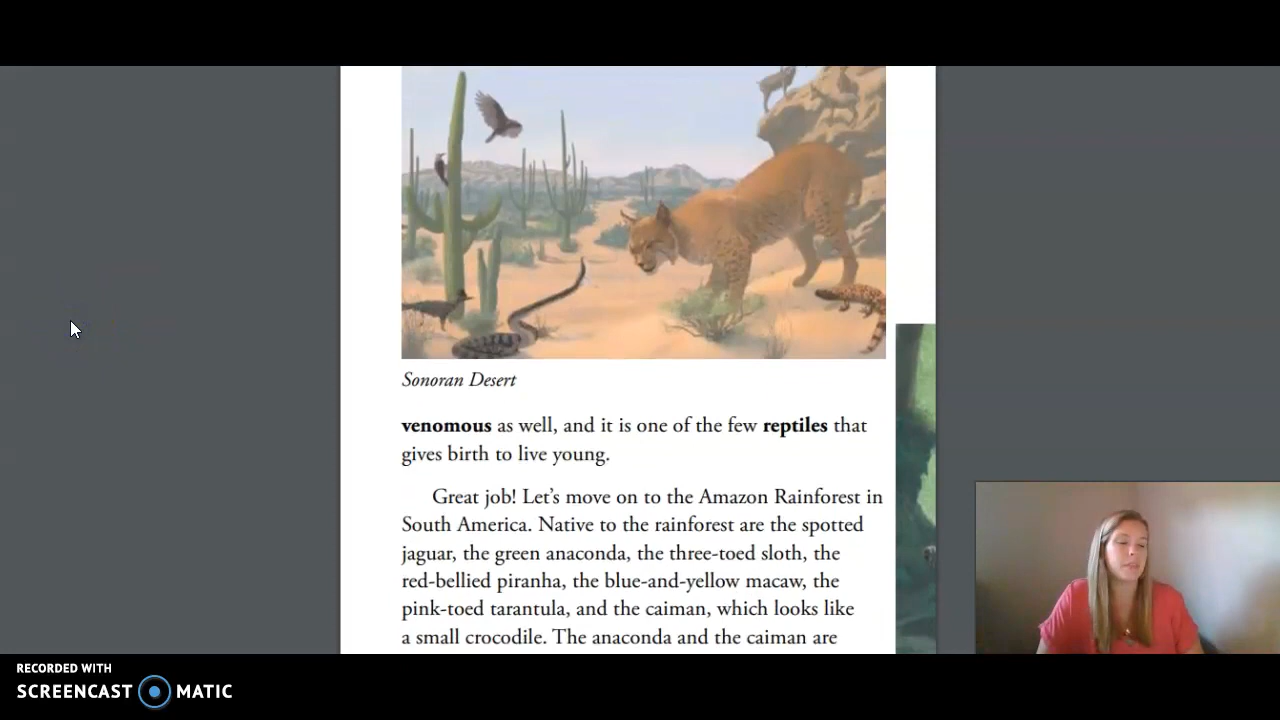 Sonoran Desert
venomous as well, and it is one of the few reptiles that
gives birth to live young.
Great job! Let's move on to the Amazon Rainforest in
South America. Native to the rainforest are the spotted
jaguar, the green anaconda, the three-toed sloth, the
red-bellied piranha, the blue-and-yellow macaw, the
pink-toed tarantula, and the caiman, which looks like
a small crocodile. The anaconda and the caiman are
RECORDED WITH
SCREENCAST MATIC